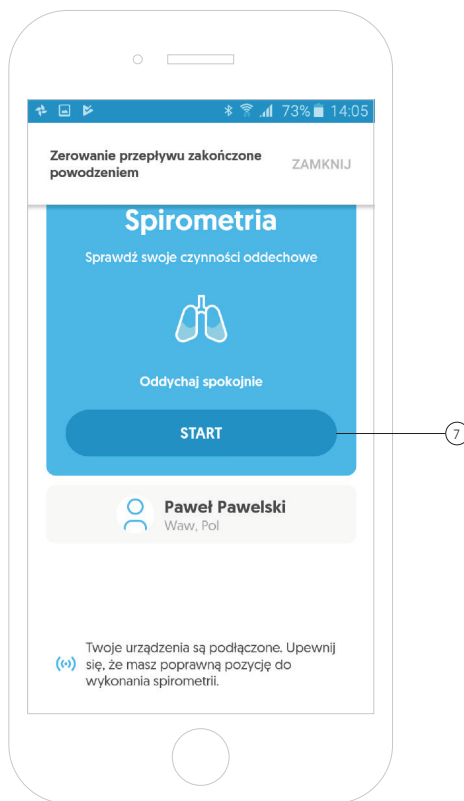 73% 14:05
Zerowanie przepływu zakończone
powodzeniem
ZAMKNIJ
Spirometria
Sprawdź swoje czynności oddechowe
Oddychaj spokojnie
START
7
Paweł Pawelski
Waw, Pol
Twoje urządzenia są podłączone. Upewnij
się, że masz poprawną pozycję do
wykonania spirometrii.